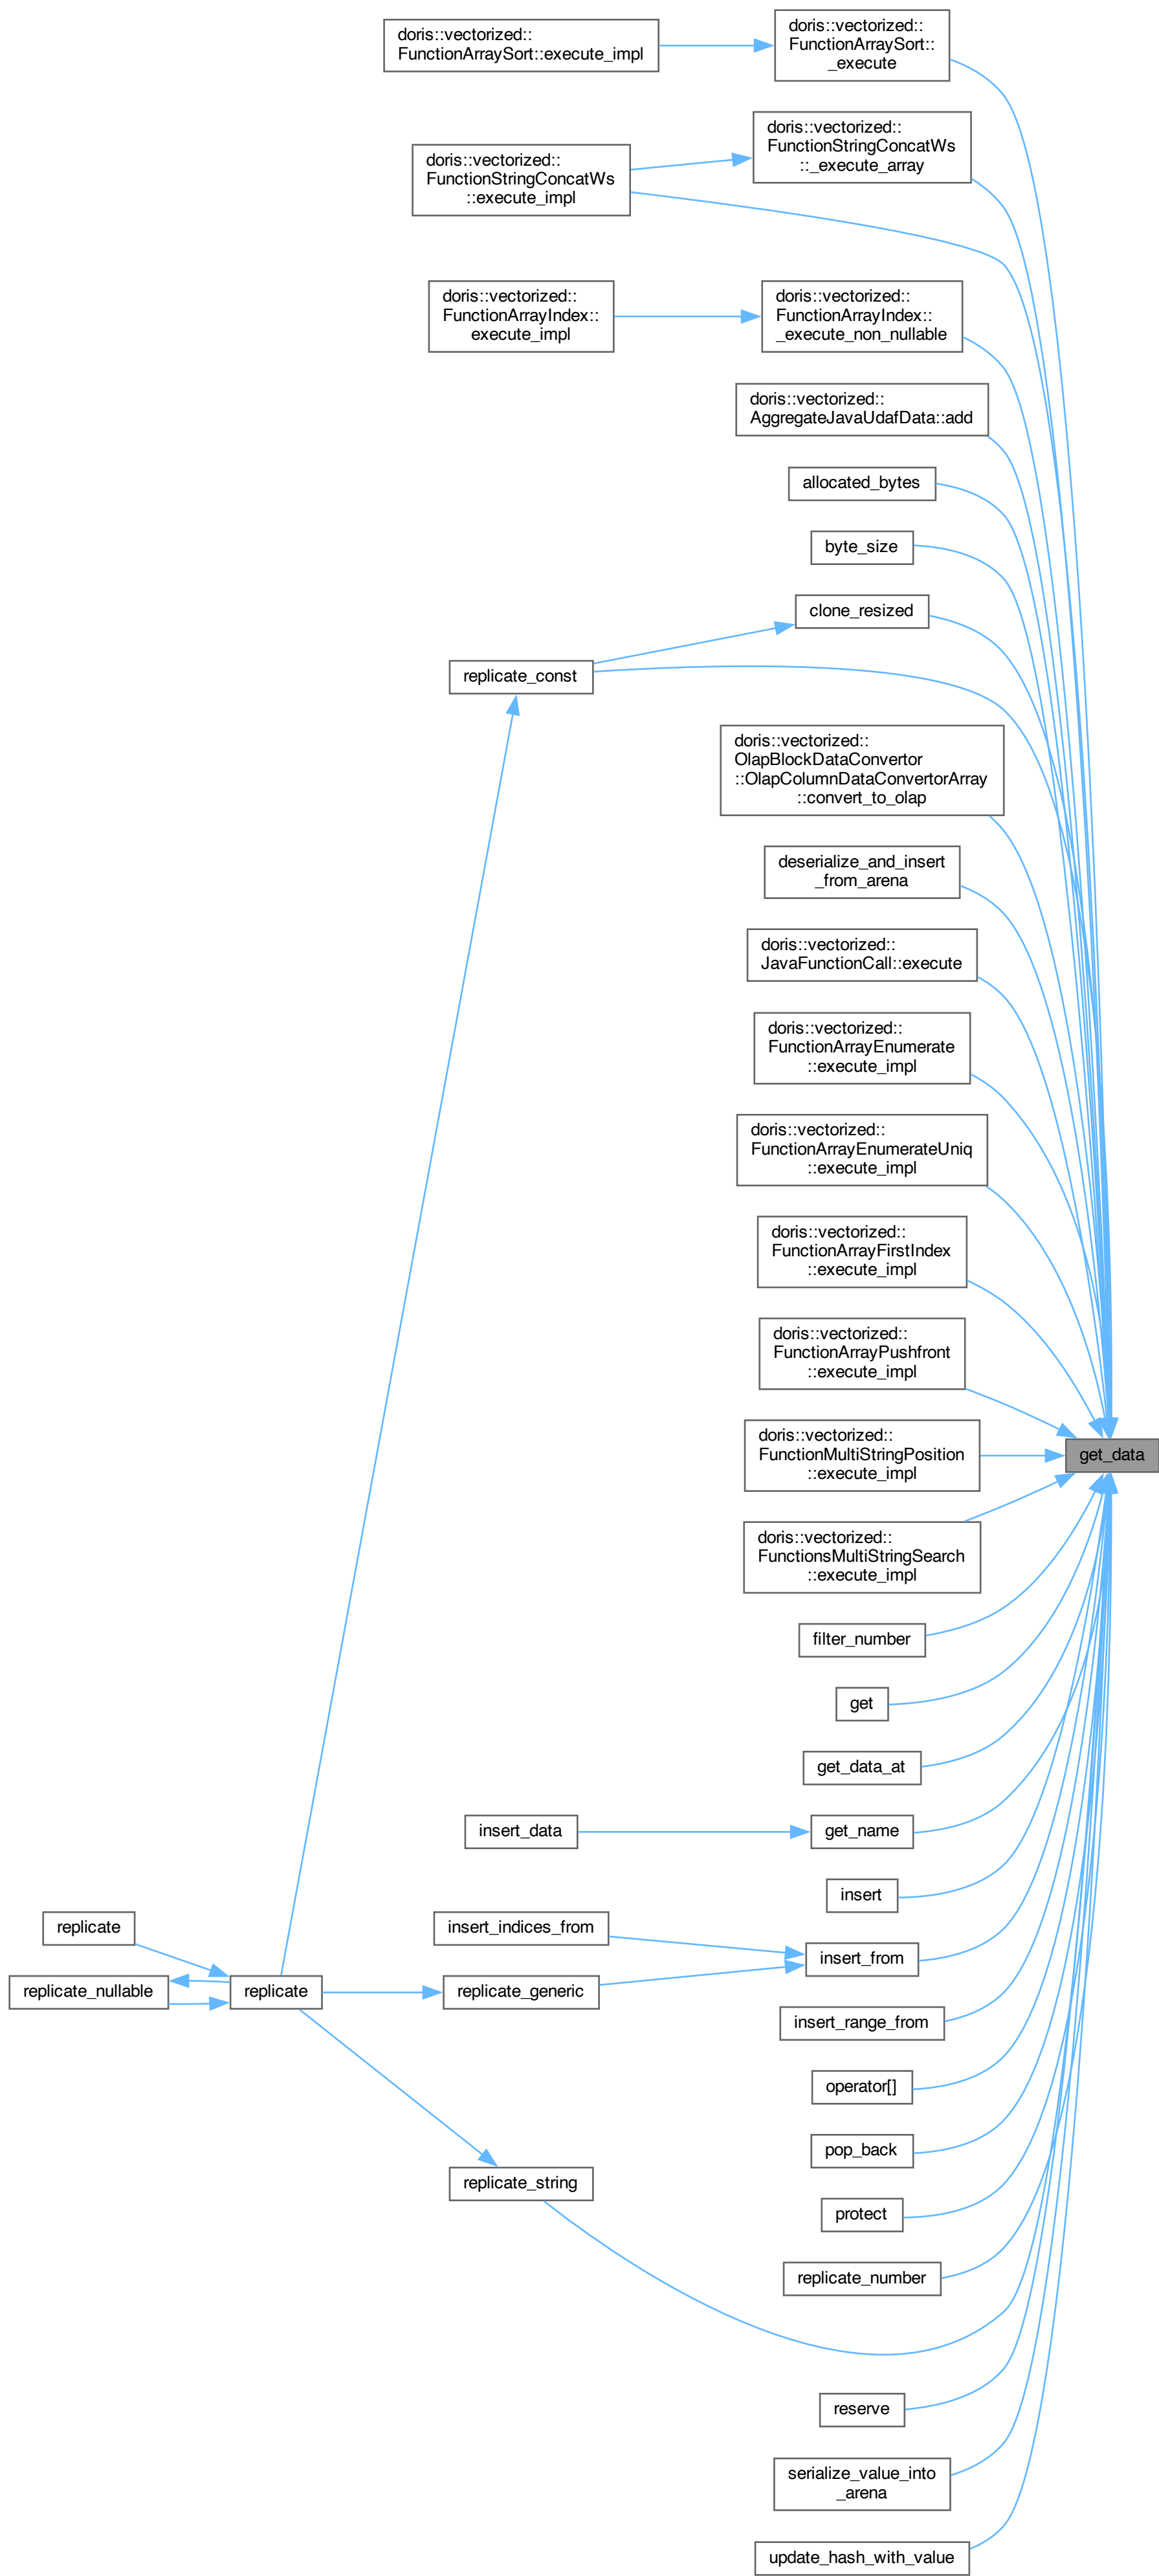 doris::vectorized::
FunctionArraySort::execute_impl
doris::vectorized::
FunctionArraySort::
_execute
doris::vectorized::
FunctionStringConcatWs
::execute_impl
doris::vectorized::
FunctionStringConcatWs
::_execute_array
doris::vectorized::
FunctionArrayIndex::
execute_impl
doris::vectorized::
FunctionArrayIndex::
_execute_non_nullable
doris::vectorized::
AggregateJavaUdafData::add
allocated_bytes
byte_size
clone_resized
replicate_const
doris::vectorized::
OlapBlockDataConvertor
::OlapColumnDataConvertorArray
::convert_to_olap
deserialize_and_insert
_from_arena
doris::vectorized::
JavaFunctionCall::execute
doris::vectorized::
FunctionArrayEnumerate
::execute_impl
doris::vectorized::
FunctionArrayEnumerateUniq
::execute_impl
doris::vectorized::
FunctionArrayFirstIndex
::execute_impl
doris::vectorized::
FunctionArrayPushfront
::execute_impl
doris::vectorized::
FunctionMultiStringPosition
::execute_impl
get_data
doris::vectorized::
FunctionsMultiStringSearch
::execute_impl
filter_number
get
get_data_at
insert_data
get_name
insert
replicate
insert_indices_from
insert_from
replicate_nullable
replicate
replicate_generic
insert_range_from
operator[]
pop_back
replicate_string
protect
replicate_number
reserve
serialize_value_into
_arena
update_hash_with_value